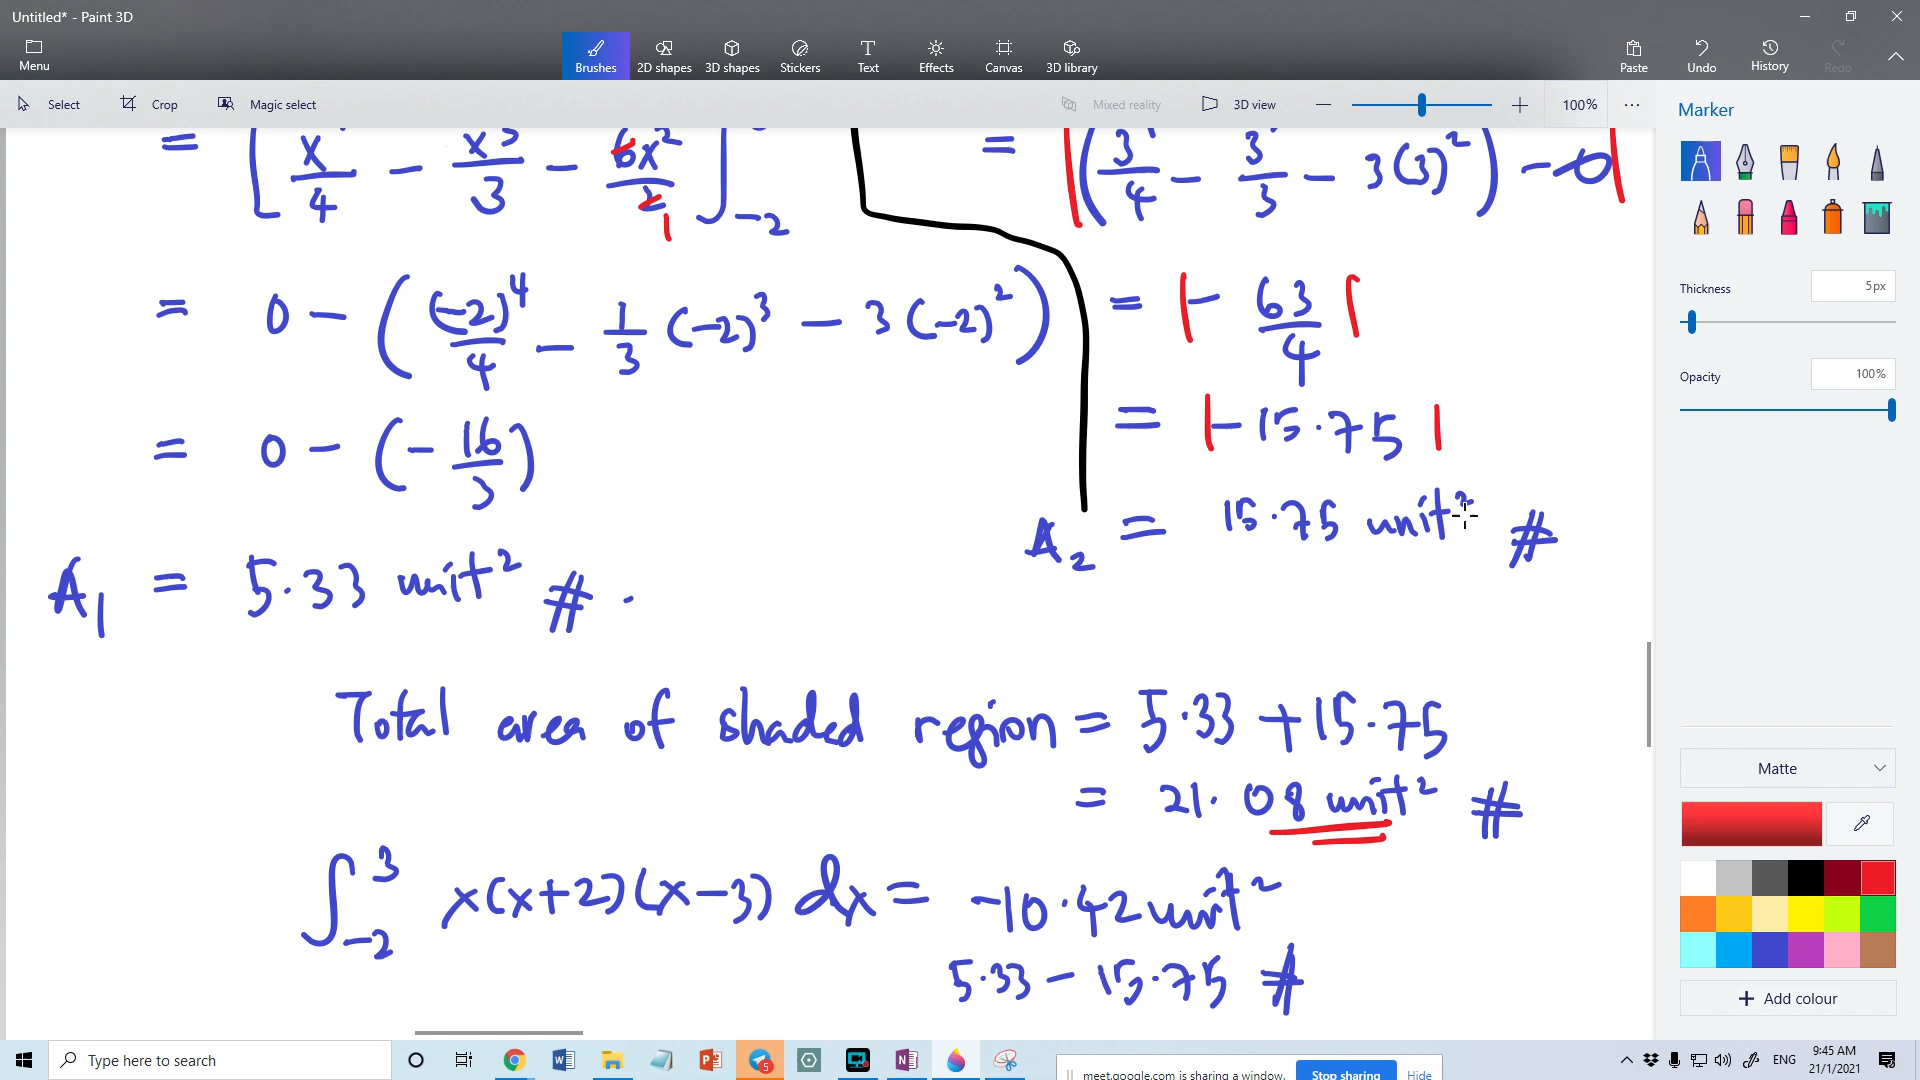 Untitled* - Paint 3D
Menu
Brushes 2D shapes 3D shapes Stickers Text Effects Canvas 3D library
Paste Undo History Redo
Select Crop Magic select Mixed reality 3D view 100%
Marker
Thickness 5px
Opacity 100%
Matte
Add colour
= [ x/4 - x³/3 - 6x²/2 ]₋₂ 1
= 0 - ( (-2)⁴/4 - 1/3 (-2)³ - 3(-2)² )
= 0 - ( - 16/3 )
A₁ = 5.33 unit² # .
= |( 3/4 - 3/3 - 3(3)² ) - 0|
= | - 63/4 |
= | - 15.75 |
A₂ = 15.75 unit² #
Total area of shaded region = 5.33 + 15.75
= 21.08 unit² #
∫₋₂³ x(x+2)(x-3) dx = -10.42 unit²
5.33 - 15.75 #
Type here to search
5
meet.google.com is sharing a window. Stop sharing Hide
ENG
9:45 AM
21/1/2021